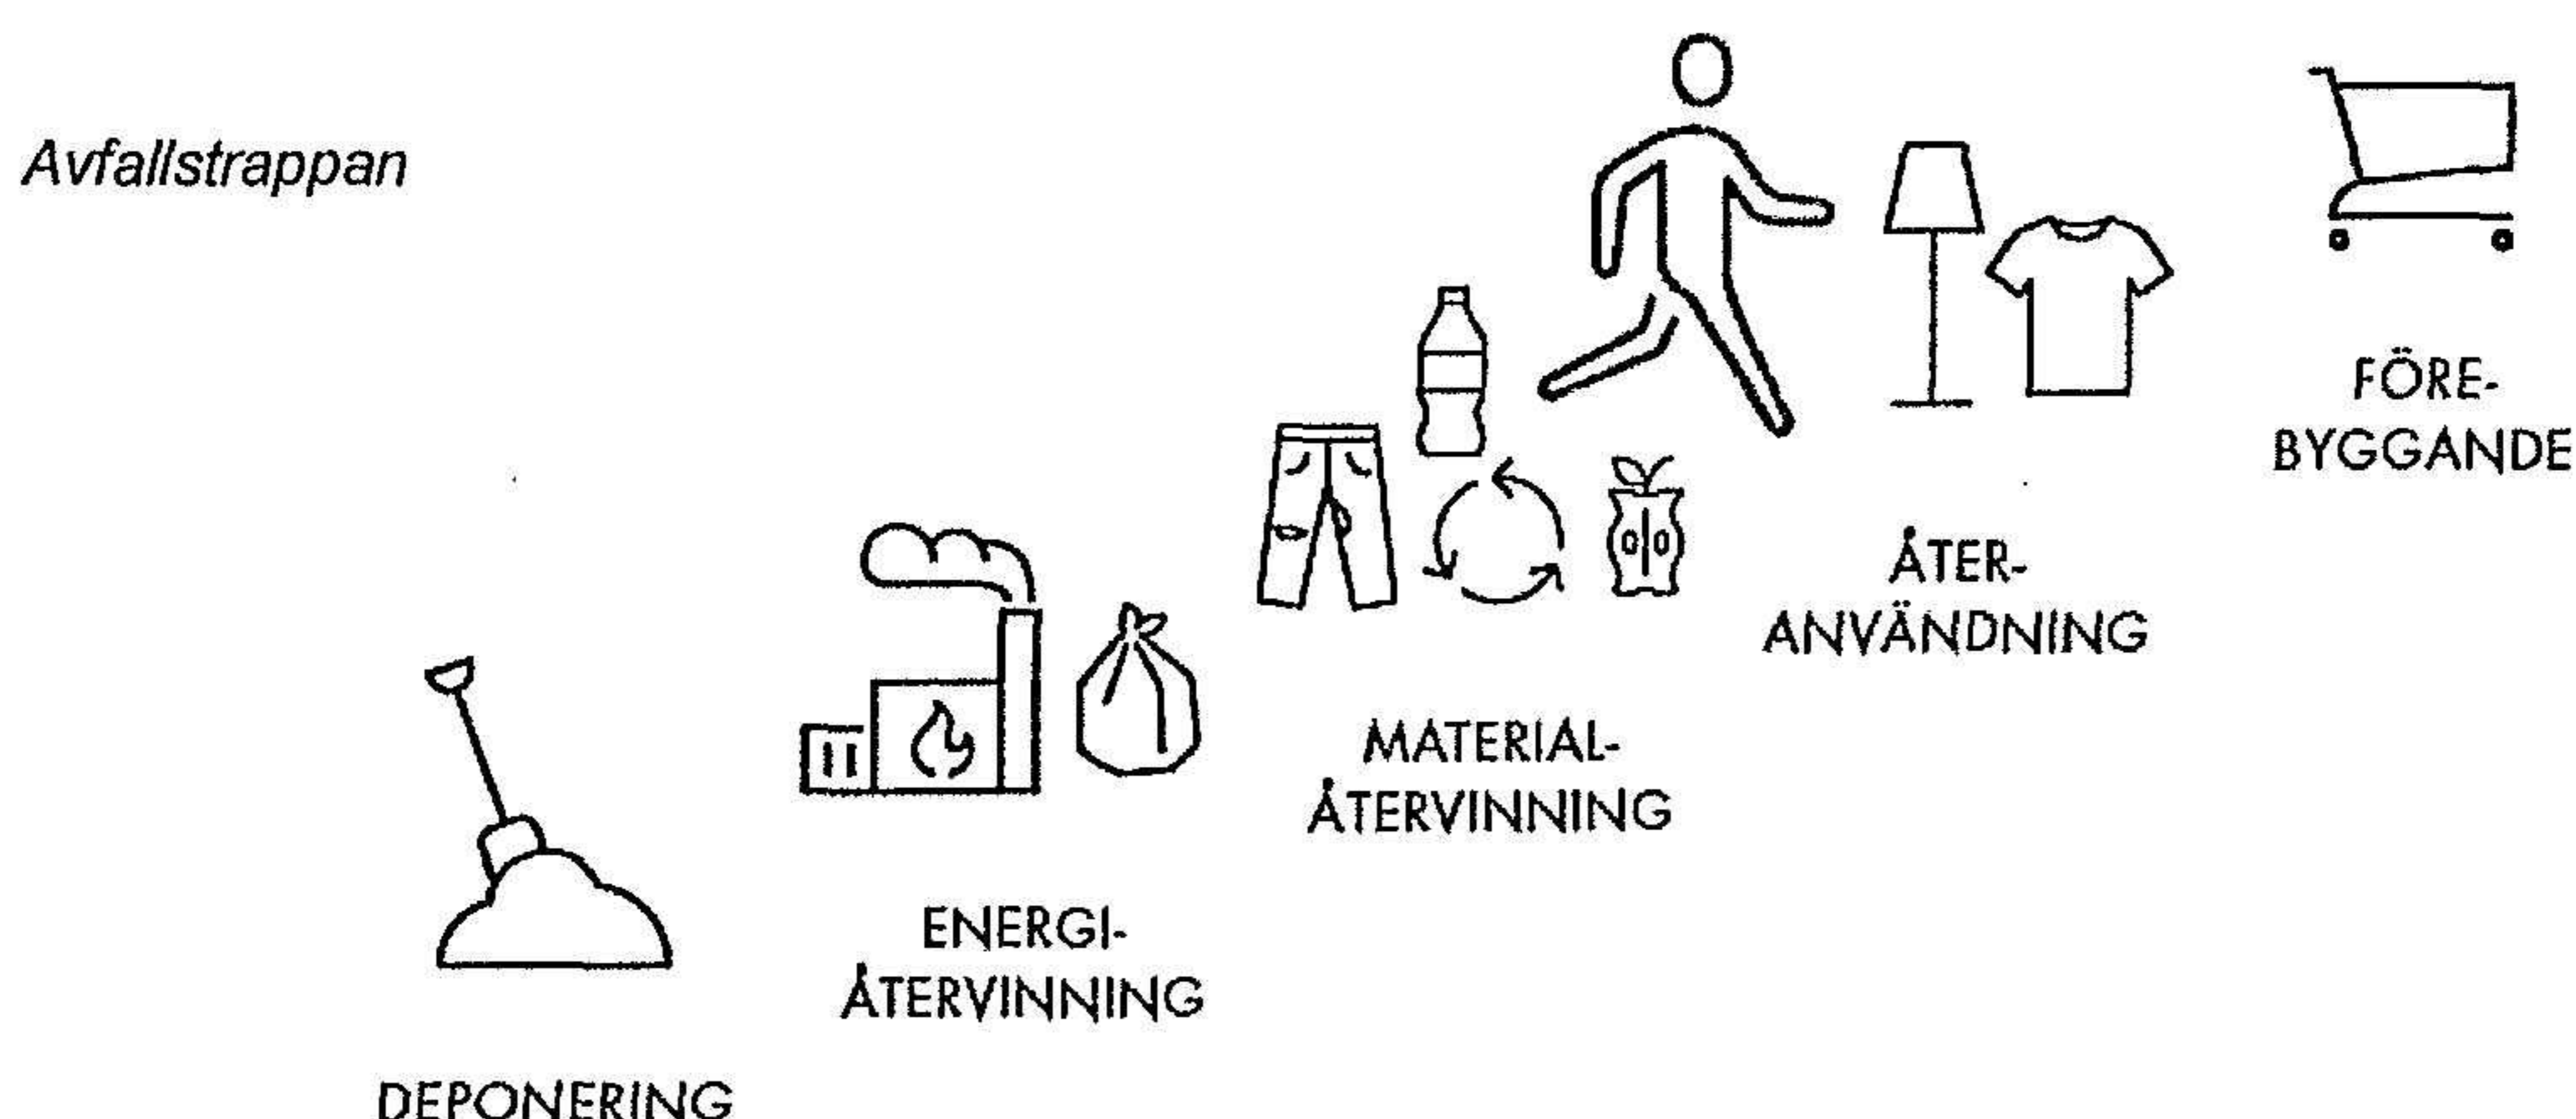 Avfallstrappan
FÖRE-
BYGGANDE
ÅTER-
ANVÄNDNING
MATERIAL-
ÅTERVINNING
ENERGI-
ÅTERVINNING
DEPONERING